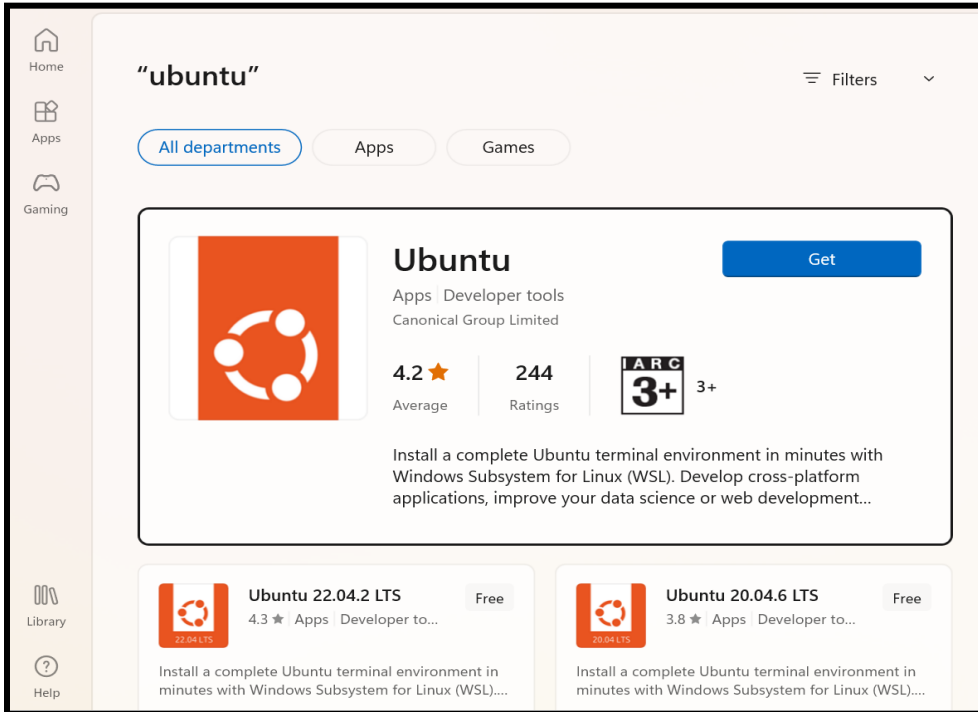 Home
Apps
Gaming
Library
Help
“ubuntu”
Filters
All departments
Apps
Games
Ubuntu
Get
Apps Developer tools
Canonical Group Limited
4.2
Average
244
Ratings
IARC
3+
3+
Install a complete Ubuntu terminal environment in minutes with
Windows Subsystem for Linux (WSL). Develop cross-platform
applications, improve your data science or web development...
22.04 LTS
Ubuntu 22.04.2 LTS
Free
4.3 ★ Apps Developer to...
Install a complete Ubuntu terminal environment in
minutes with Windows Subsystem for Linux (WSL)....
20.04 LTS
Ubuntu 20.04.6 LTS
Free
3.8 ★ Apps Developer to...
Install a complete Ubuntu terminal environment in
minutes with Windows Subsystem for Linux (WSL)....